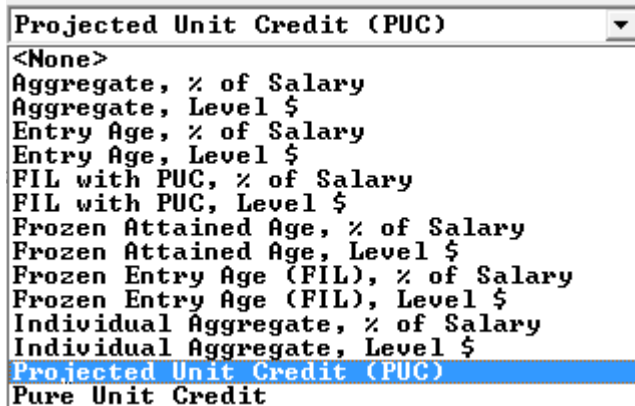 Projected Unit Credit (PUC)
<None>
Aggregate, % of Salary
Aggregate, Level $
Entry Age, % of Salary
Entry Age, Level $
FIL with PUC, % of Salary
FIL with PUC, Level $
Frozen Attained Age, % of Salary
Frozen Attained Age, Level $
Frozen Entry Age (FIL), % of Salary
Frozen Entry Age (FIL), Level $
Individual Aggregate, % of Salary
Individual Aggregate, Level $
Projected Unit Credit (PUC)
Pure Unit Credit